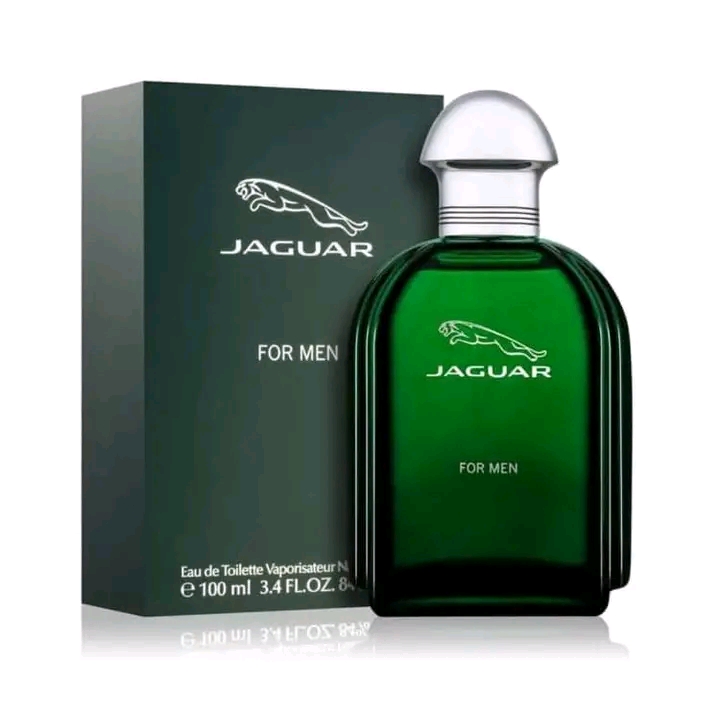 JAGUAR
FOR MEN
Eau de Toilette Vaporisateur
℮ 100 ml 3.4 FL.OZ.
JAGUAR
FOR MEN